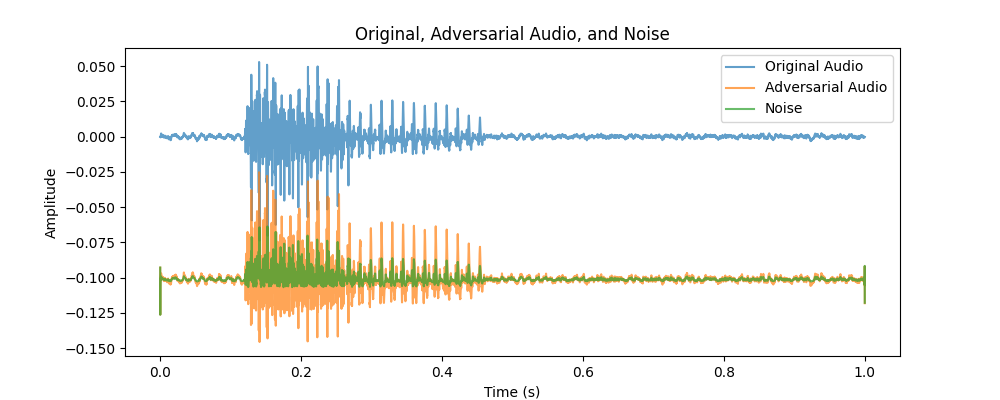 Original, Adversarial Audio, and Noise
Original Audio
Adversarial Audio
Noise
Amplitude
0.050
0.025
0.000
−0.025
−0.050
−0.075
−0.100
−0.125
−0.150
0.0 0.2 0.4 0.6 0.8 1.0
Time (s)